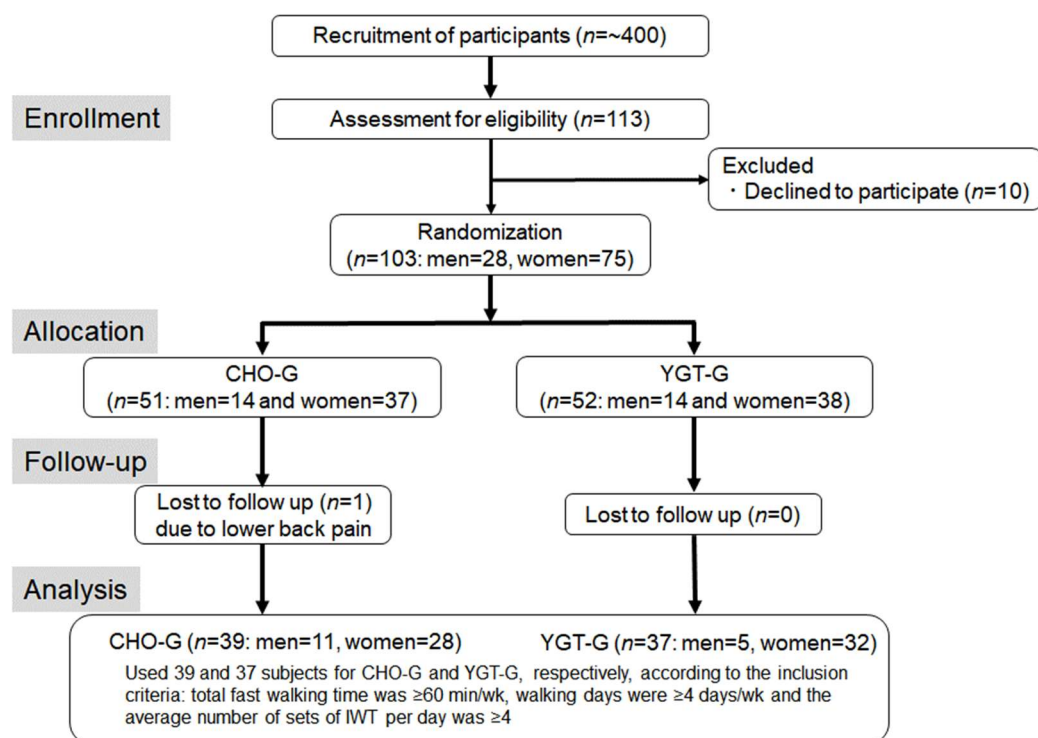 Recruitment of participants (n=~400)
Enrollment
Assessment for eligibility (n=113)
Excluded
・Declined to participate (n=10)
Randomization
(n=103: men=28, women=75)
Allocation
CHO-G
(n=51: men=14 and women=37)
YGT-G
(n=52: men=14 and women=38)
Follow-up
Lost to follow up (n=1)
due to lower back pain
Lost to follow up (n=0)
Analysis
CHO-G (n=39: men=11, women=28)
YGT-G (n=37: men=5, women=32)
Used 39 and 37 subjects for CHO-G and YGT-G, respectively, according to the inclusion
criteria: total fast walking time was ≥60 min/wk, walking days were ≥4 days/wk and the
average number of sets of IWT per day was ≥4